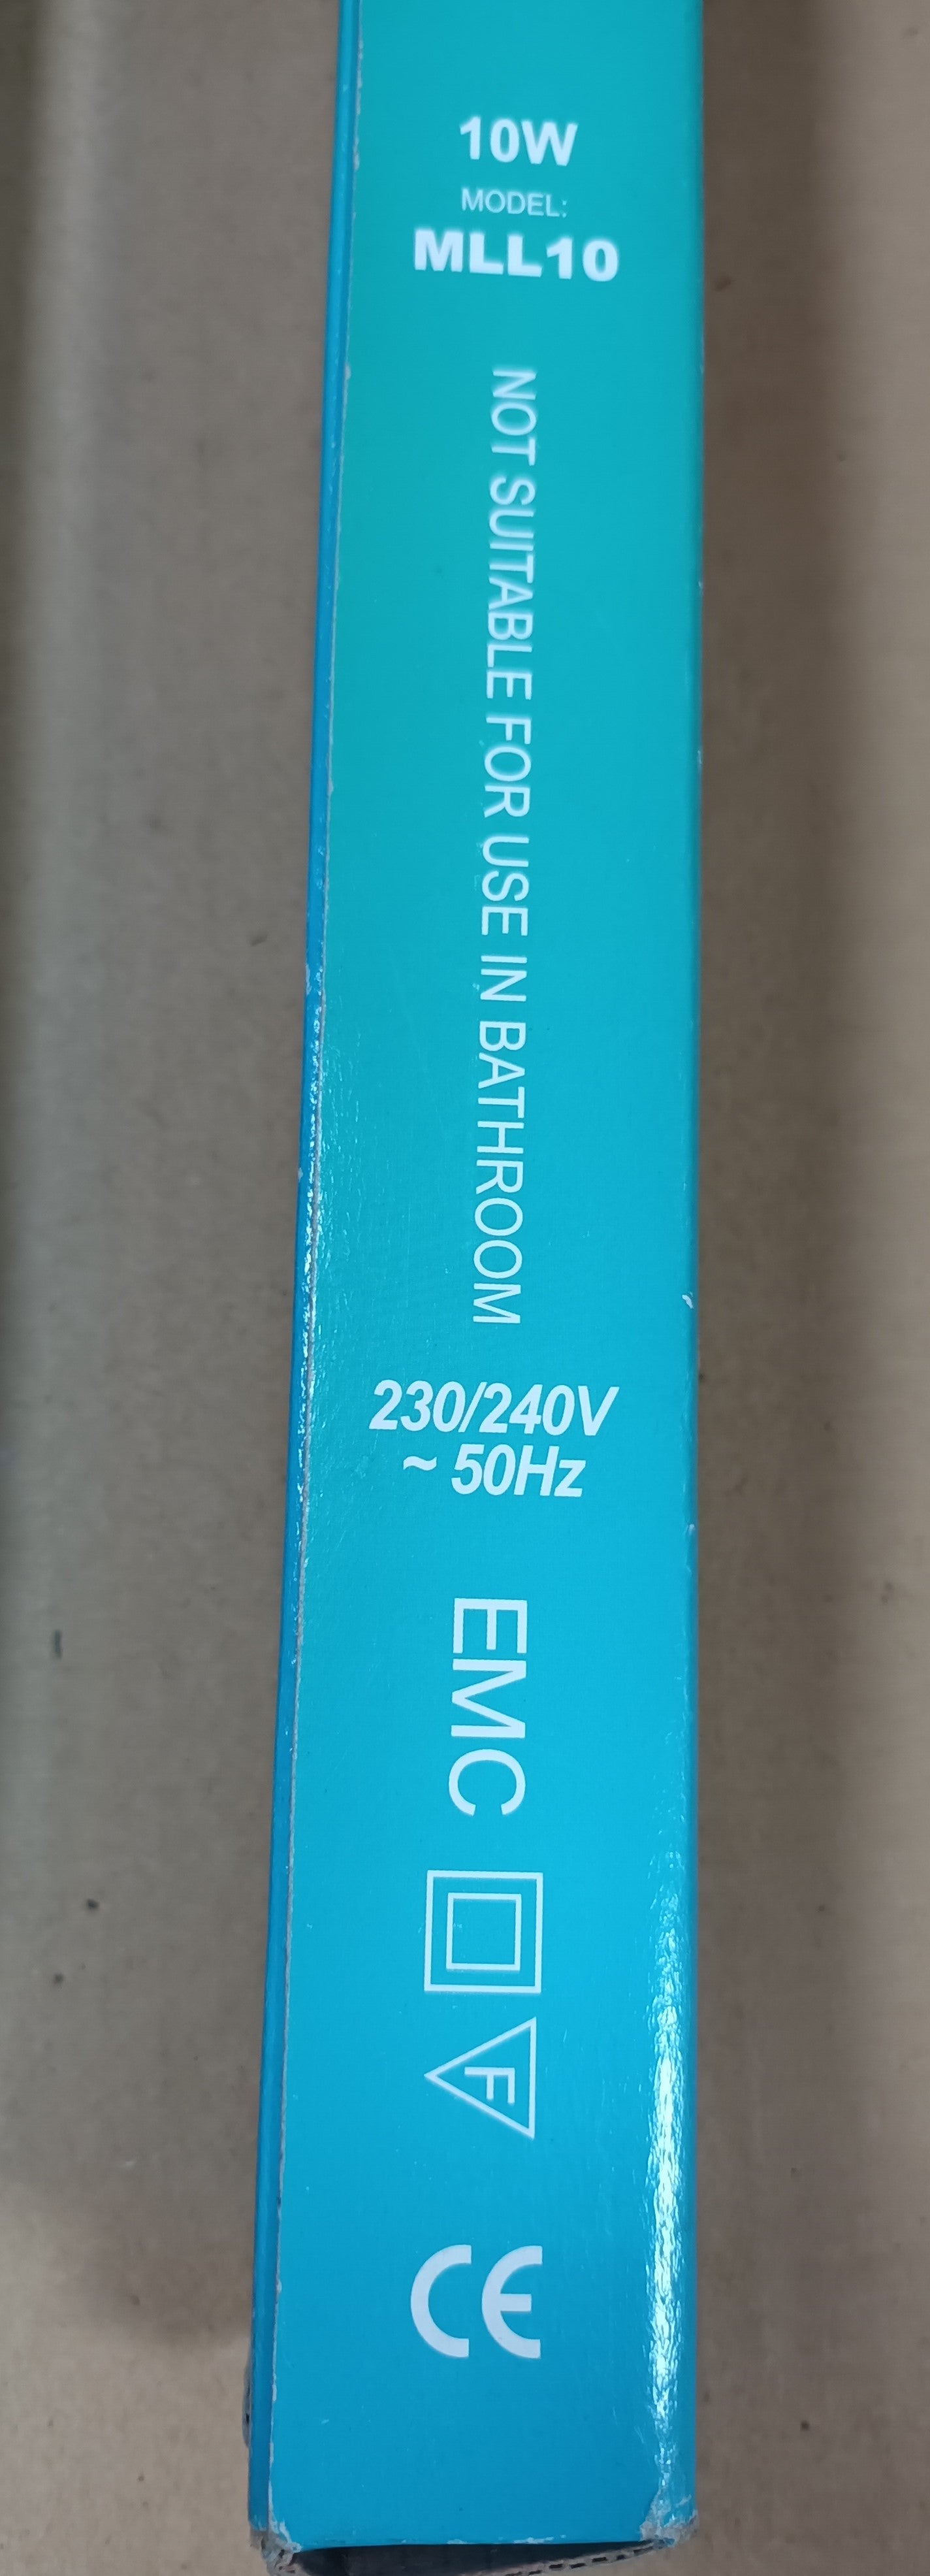 10W
MODEL:
MLL10
NOT SUITABLE FOR USE IN BATHROOM
230/240V
~ 50Hz
EMC
F
CE